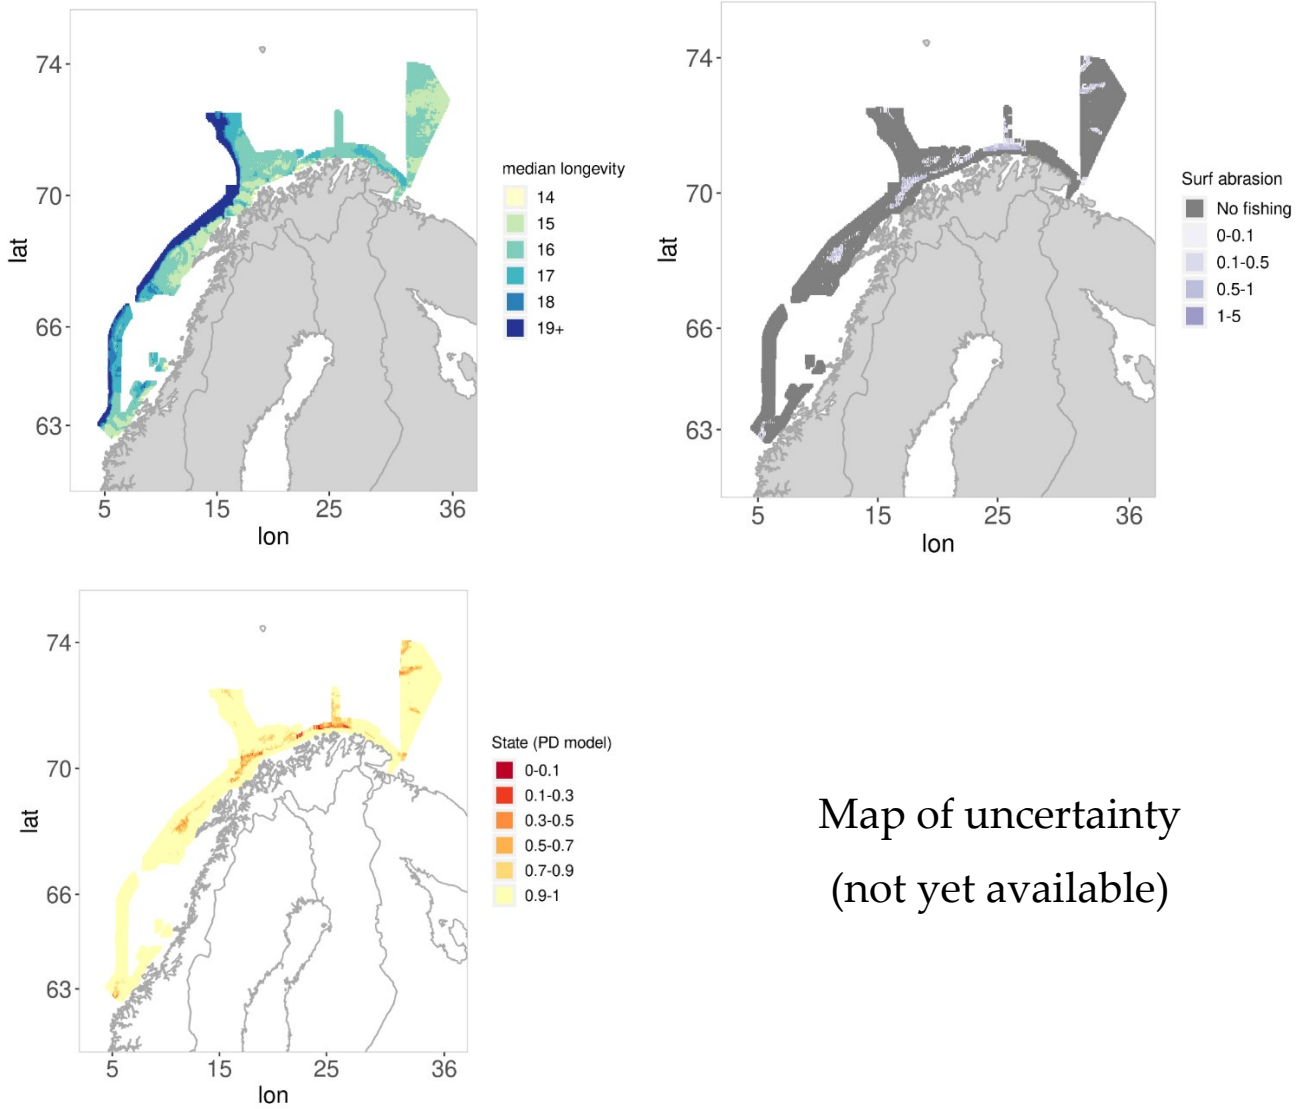 74
70
66
63
lat
5 15 25 36
lon
median longevity
14
15
16
17
18
19+
74
70
66
63
lat
5 15 25 36
lon
Surf abrasion
No fishing
0-0.1
0.1-0.5
0.5-1
1-5
74
70
66
63
lat
5 15 25 36
lon
State (PD model)
0-0.1
0.1-0.3
0.3-0.5
0.5-0.7
0.7-0.9
0.9-1
Map of uncertainty
(not yet available)